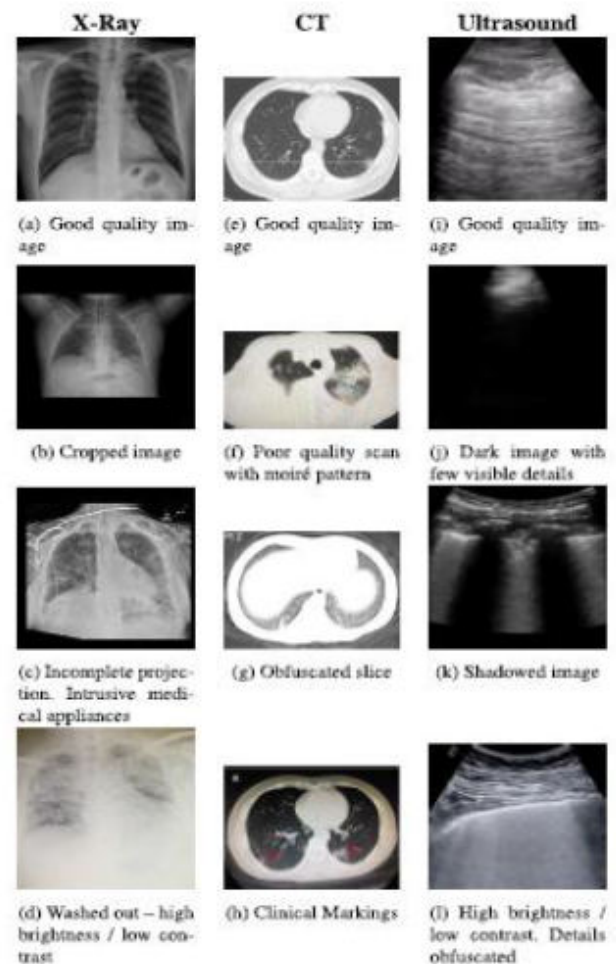 X-Ray
CT
Ultrasound
(a) Good quality im-
age
(e) Good quality im-
age
(i) Good quality im-
age
(b) Cropped image
(f) Poor quality scan
with moiré pattern
(j) Dark image with
few visible details
(c) Incomplete projec-
tion. Intrusive medi-
cal appliances
(g) Obfuscated slice
(k) Shadowed image
(d) Washed out – high
brightness / low con-
trast
(h) Clinical Markings
(l) High brightness /
low contrast. Details
obfuscated